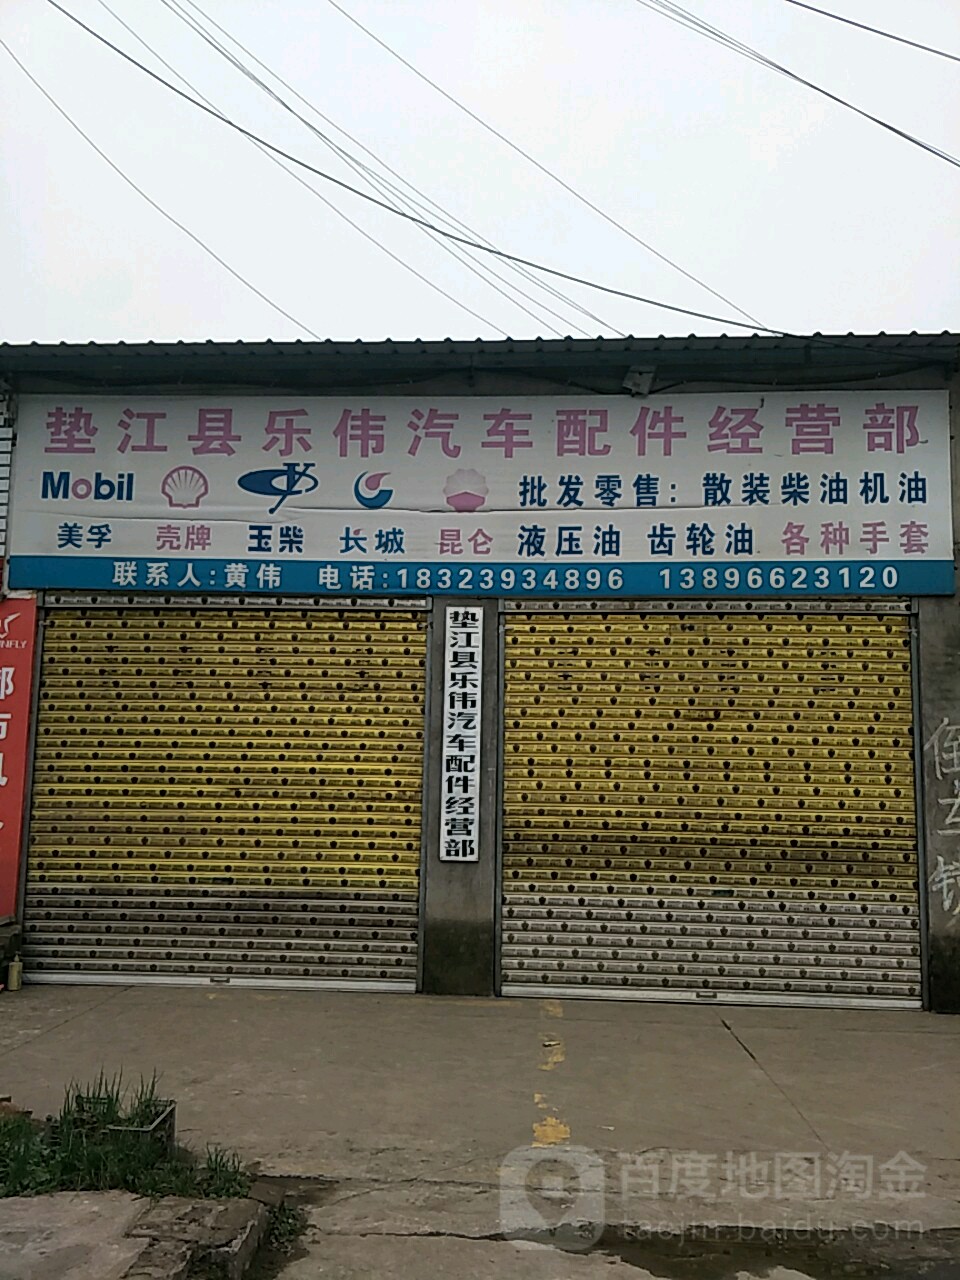 垫江县乐伟汽车配件经营部
Mobil 批发零售：散装柴油机油
美孚 壳牌 玉柴 长城 昆仑 液压油 齿轮油 各种手套
联系人：黄伟 电话：18323934896 13896623120
垫江县乐伟汽车配件经营部
百度地图淘金
taojin.baidu.com